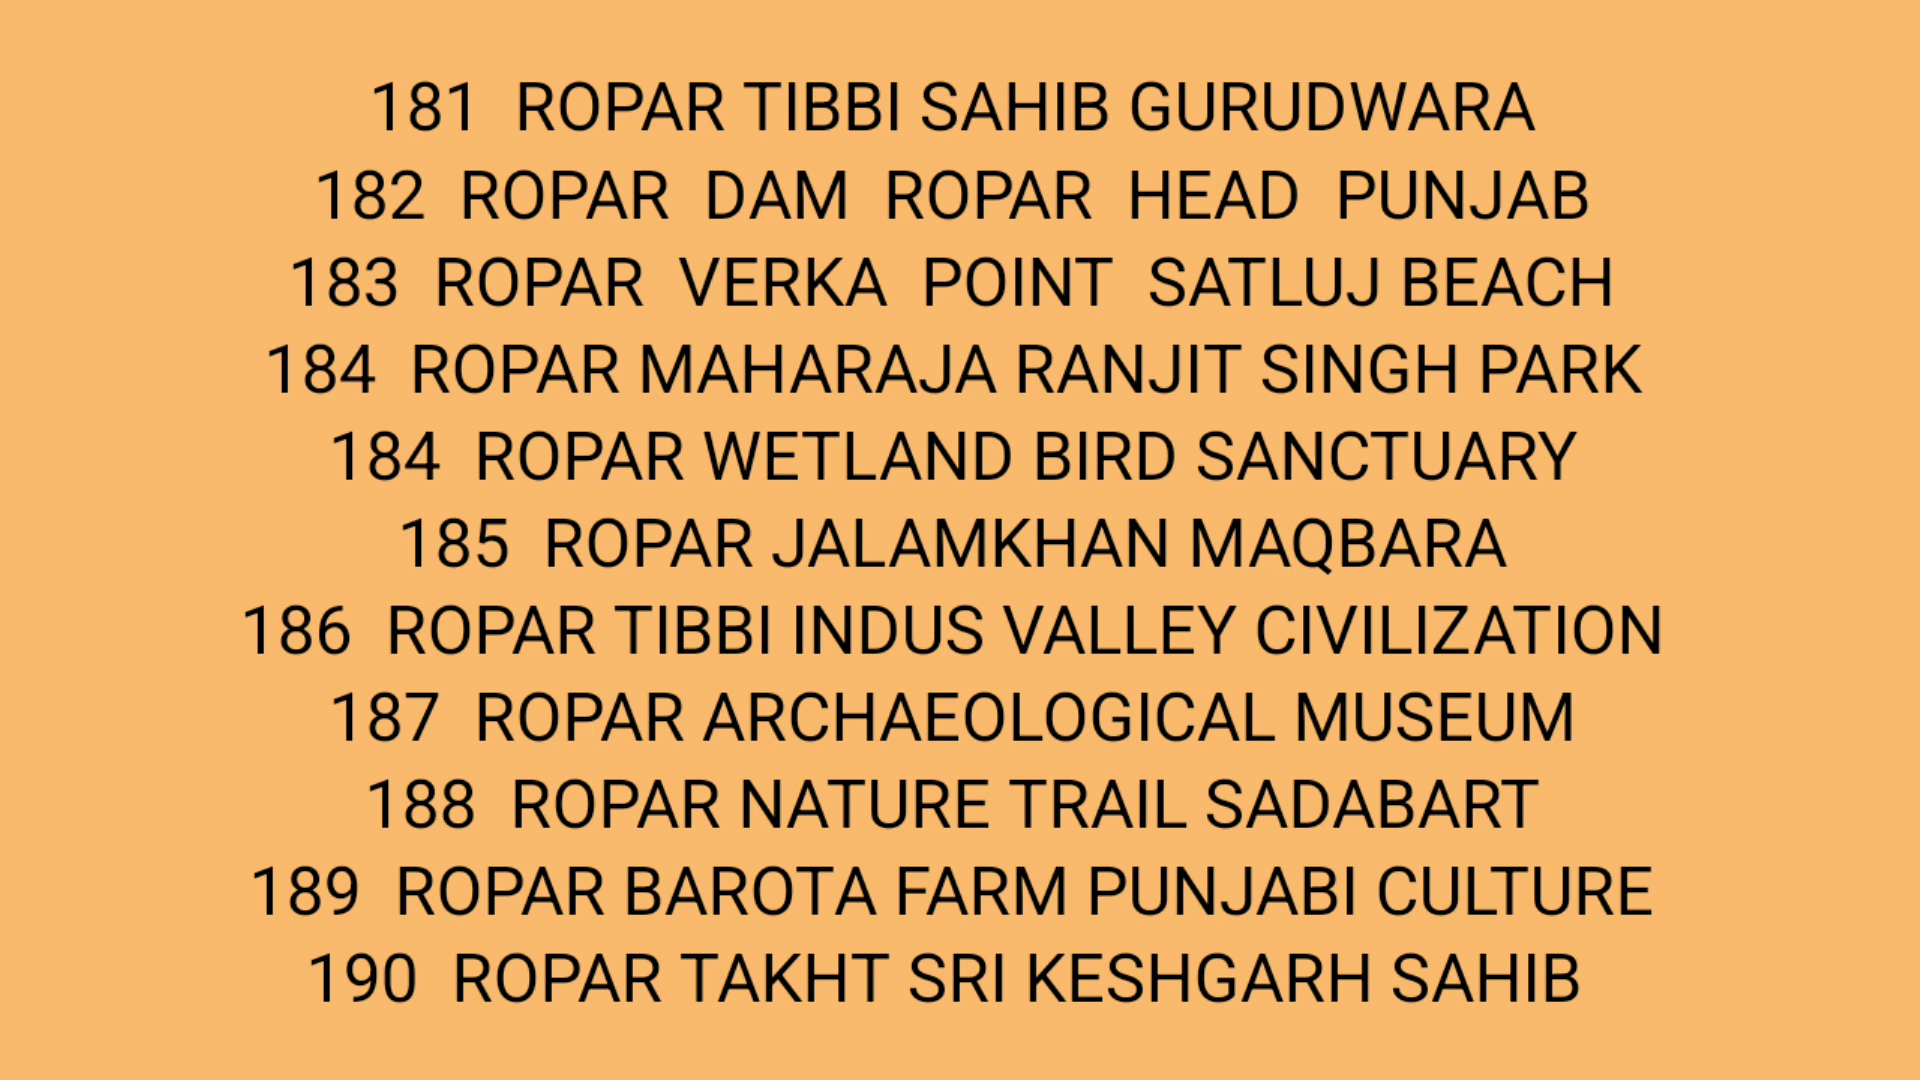 181  ROPAR TIBBI SAHIB GURUDWARA
182  ROPAR  DAM  ROPAR  HEAD  PUNJAB
183  ROPAR  VERKA  POINT  SATLUJ BEACH
184  ROPAR MAHARAJA RANJIT SINGH PARK
184  ROPAR WETLAND BIRD SANCTUARY
185  ROPAR JALAMKHAN MAQBARA
186  ROPAR TIBBI INDUS VALLEY CIVILIZATION
187  ROPAR ARCHAEOLOGICAL MUSEUM
188  ROPAR NATURE TRAIL SADABART
189  ROPAR BAROTA FARM PUNJABI CULTURE
190  ROPAR TAKHT SRI KESHGARH SAHIB